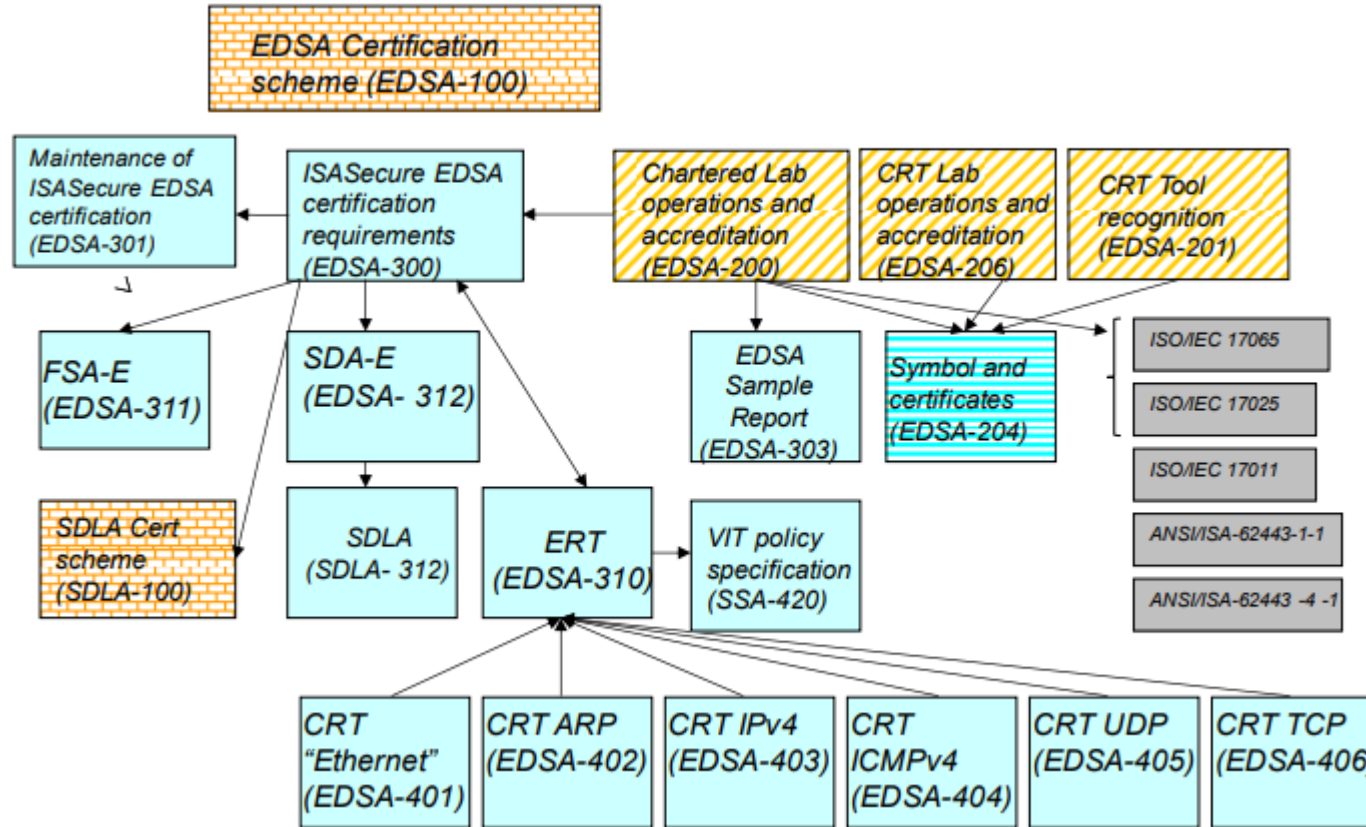 EDSA Certification
scheme (EDSA-100)
Maintenance of
ISASecure EDSA
certification
(EDSA-301)
ISASecure EDSA
certification
requirements
(EDSA-300)
Chartered Lab
operations and
accreditation
(EDSA-200)
CRT Lab
operations and
accreditation
(EDSA-206)
CRT Tool
recognition
(EDSA-201)
FSA-E
(EDSA-311)
SDA-E
(EDSA- 312)
EDSA
Sample
Report
(EDSA-303)
Symbol and
certificates
(EDSA-204)
ISO/IEC 17065
ISO/IEC 17025
ISO/IEC 17011
ANSI/ISA-62443-1-1
ANSI/ISA-62443 -4 -1
SDLA Cert
scheme
(SDLA-100)
SDLA
(SDLA- 312)
ERT
(EDSA-310)
VIT policy
specification
(SSA-420)
CRT
“Ethernet”
(EDSA-401)
CRT ARP
(EDSA-402)
CRT IPv4
(EDSA-403)
CRT
ICMPv4
(EDSA-404)
CRT UDP
(EDSA-405)
CRT TCP
(EDSA-406)